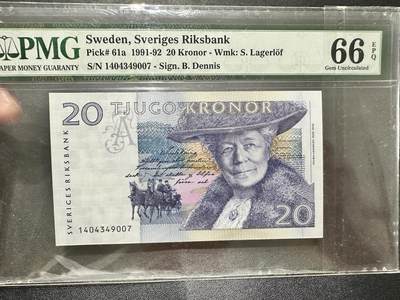 PMG
PAPER MONEY GUARANTY
Sweden, Sveriges Riksbank
Pick# 61a 1991-92 20 Kronor - Wmk: S. Lagerlöf
S/N 1404349007 - Sign. B. Dennis
66 EPQ
Gem Uncirculated
20 TJUGO KRONOR
SVERIGES RIKSBANK
1404349007
20